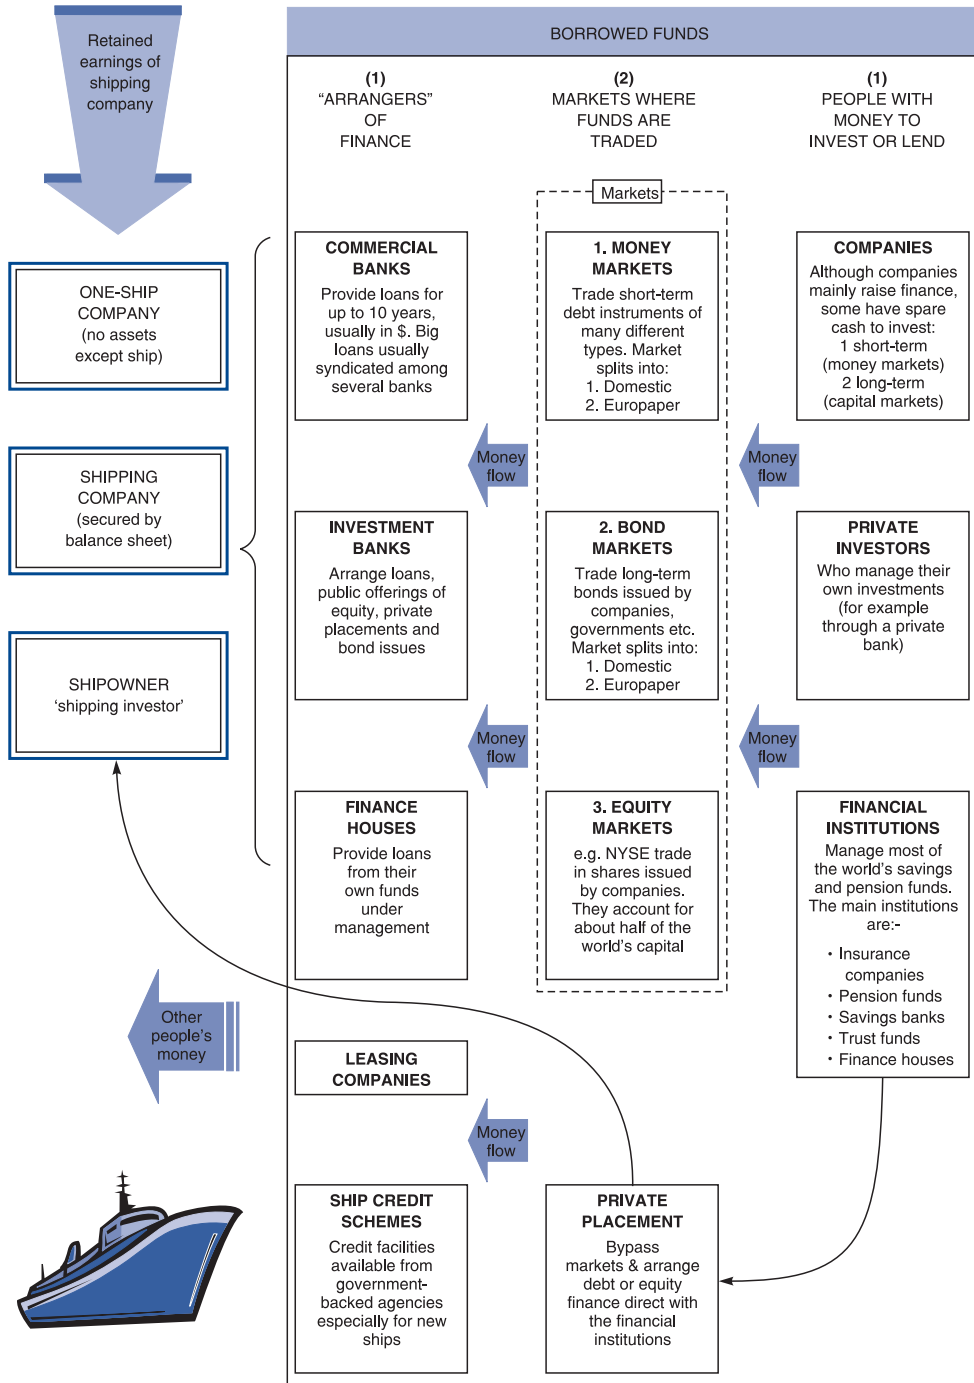 Retained
earnings of
shipping
company
ONE-SHIP
COMPANY
(no assets
except ship)
SHIPPING
COMPANY
(secured by
balance sheet)
SHIPOWNER
‘shipping investor’
Other
people’s
money
BORROWED FUNDS
(1)
“ARRANGERS”
OF
FINANCE
(2)
MARKETS WHERE
FUNDS ARE
TRADED
(1)
PEOPLE WITH
MONEY TO
INVEST OR LEND
Markets
COMMERCIAL
BANKS
Provide loans for
up to 10 years,
usually in $. Big
loans usually
syndicated among
several banks
1. MONEY
MARKETS
Trade short-term
debt instruments of
many different
types. Market
splits into:
1. Domestic
2. Europaper
COMPANIES
Although companies
mainly raise finance,
some have spare
cash to invest:
1 short-term
(money markets)
2 long-term
(capital markets)
Money
flow
Money
flow
INVESTMENT
BANKS
Arrange loans,
public offerings of
equity, private
placements and
bond issues
2. BOND
MARKETS
Trade long-term
bonds issued by
companies,
governments etc.
Market splits into:
1. Domestic
2. Europaper
PRIVATE
INVESTORS
Who manage their
own investments
(for example
through a private
bank)
Money
flow
Money
flow
FINANCE
HOUSES
Provide loans
from their
own funds
under
management
3. EQUITY
MARKETS
e.g. NYSE trade
in shares issued
by companies.
They account for
about half of the
world’s capital
FINANCIAL
INSTITUTIONS
Manage most of
the world’s savings
and pension funds.
The main institutions
are:-
• Insurance
companies
• Pension funds
• Savings banks
• Trust funds
• Finance houses
LEASING
COMPANIES
Money
flow
SHIP CREDIT
SCHEMES
Credit facilities
available from
government-
backed agencies
especially for new
ships
PRIVATE
PLACEMENT
Bypass
markets & arrange
debt or equity
finance direct with
the financial
institutions